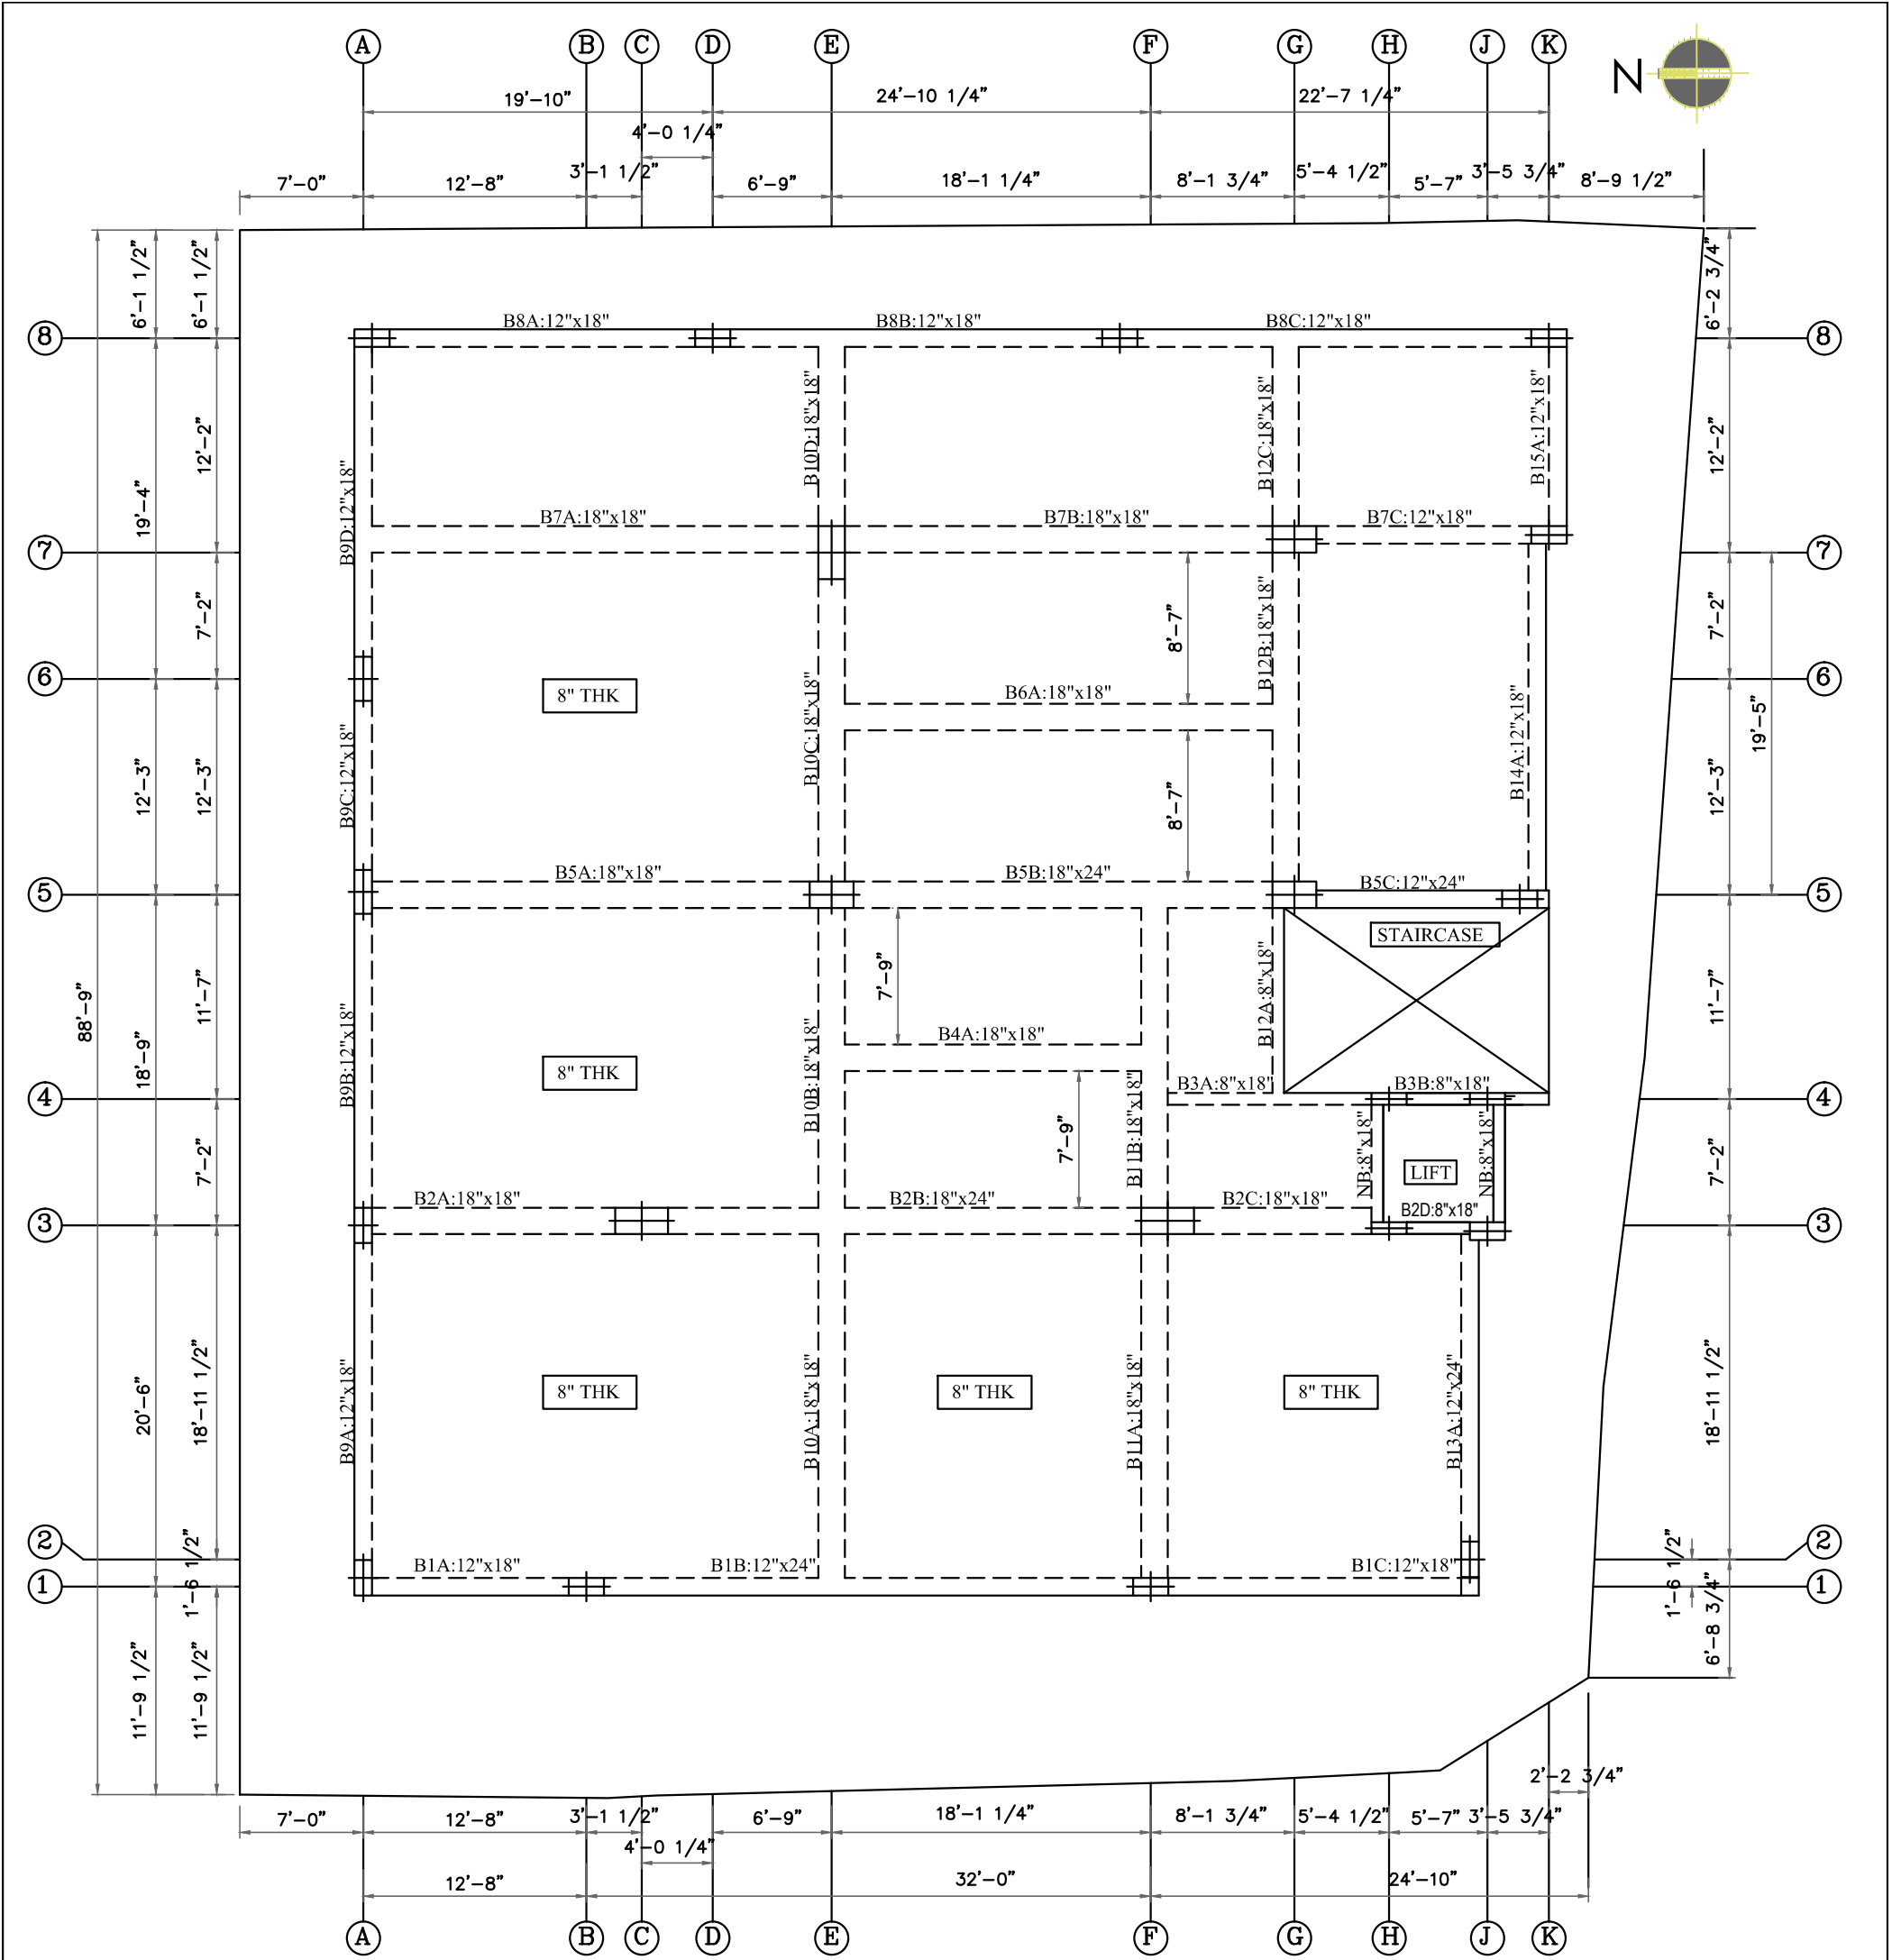 A B C D E F G H J K
N
19'-10" 24'-10 1/4" 22'-7 1/4"
4'-0 1/4"
7'-0" 12'-8" 3'-1 1/2" 6'-9" 18'-1 1/4" 8'-1 3/4" 5'-4 1/2" 5'-7" 3'-5 3/4" 8'-9 1/2"
6'-1 1/2" 6'-1 1/2" 6'-2 3/4"
B8A:12"x18" B8B:12"x18" B8C:12"x18"
8 8
12'-2" B10D:18"x18" B12C:18"x18" B15A:12"x18" 12'-2"
19'-4" B9D:12"x18"
B7A:18"x18" B7B:18"x18" B7C:12"x18"
7 7
7'-2" 8'-7" B12B:18"x18" 7'-2"
6 6
8" THK B6A:18"x18"
12'-3" 12'-3" B9C:12"x18" B10C:18"x18" 8'-7" B14A:12"x18" 12'-3" 19'-5"
B5A:18"x18" B5B:18"x24" B5C:12"x24"
5 5
STAIRCASE
88'-9" 18'-9" 11'-7" 7'-9" B12A:8"x18" 11'-7"
B4A:18"x18"
8" THK
B9B:12"x18" B10B:18"x18"
B3A:8"x18" B3B:8"x18"
4 4
7'-2" 7'-9" B11B:18"x18" NB:8"x18" LIFT NB:8"x18" 7'-2"
B2A:18"x18" B2B:18"x24" B2C:18"x18" B2D:8"x18"
3 3
20'-6" 18'-11 1/2" 18'-11 1/2"
8" THK 8" THK 8" THK
B9A:12"x18" B10A:18"x18" B11A:18"x18" B13A:12"x24"
2 2
B1A:12"x18" B1B:12"x24" B1C:12"x18"
1'-6 1/2" 1'-6 1/2"
1 1
6'-8 3/4"
11'-9 1/2" 11'-9 1/2"
2'-2 3/4"
7'-0" 12'-8" 3'-1 1/2" 6'-9" 18'-1 1/4" 8'-1 3/4" 5'-4 1/2" 5'-7" 3'-5 3/4"
4'-0 1/4"
12'-8" 32'-0" 24'-10"
A B C D E F G H J K